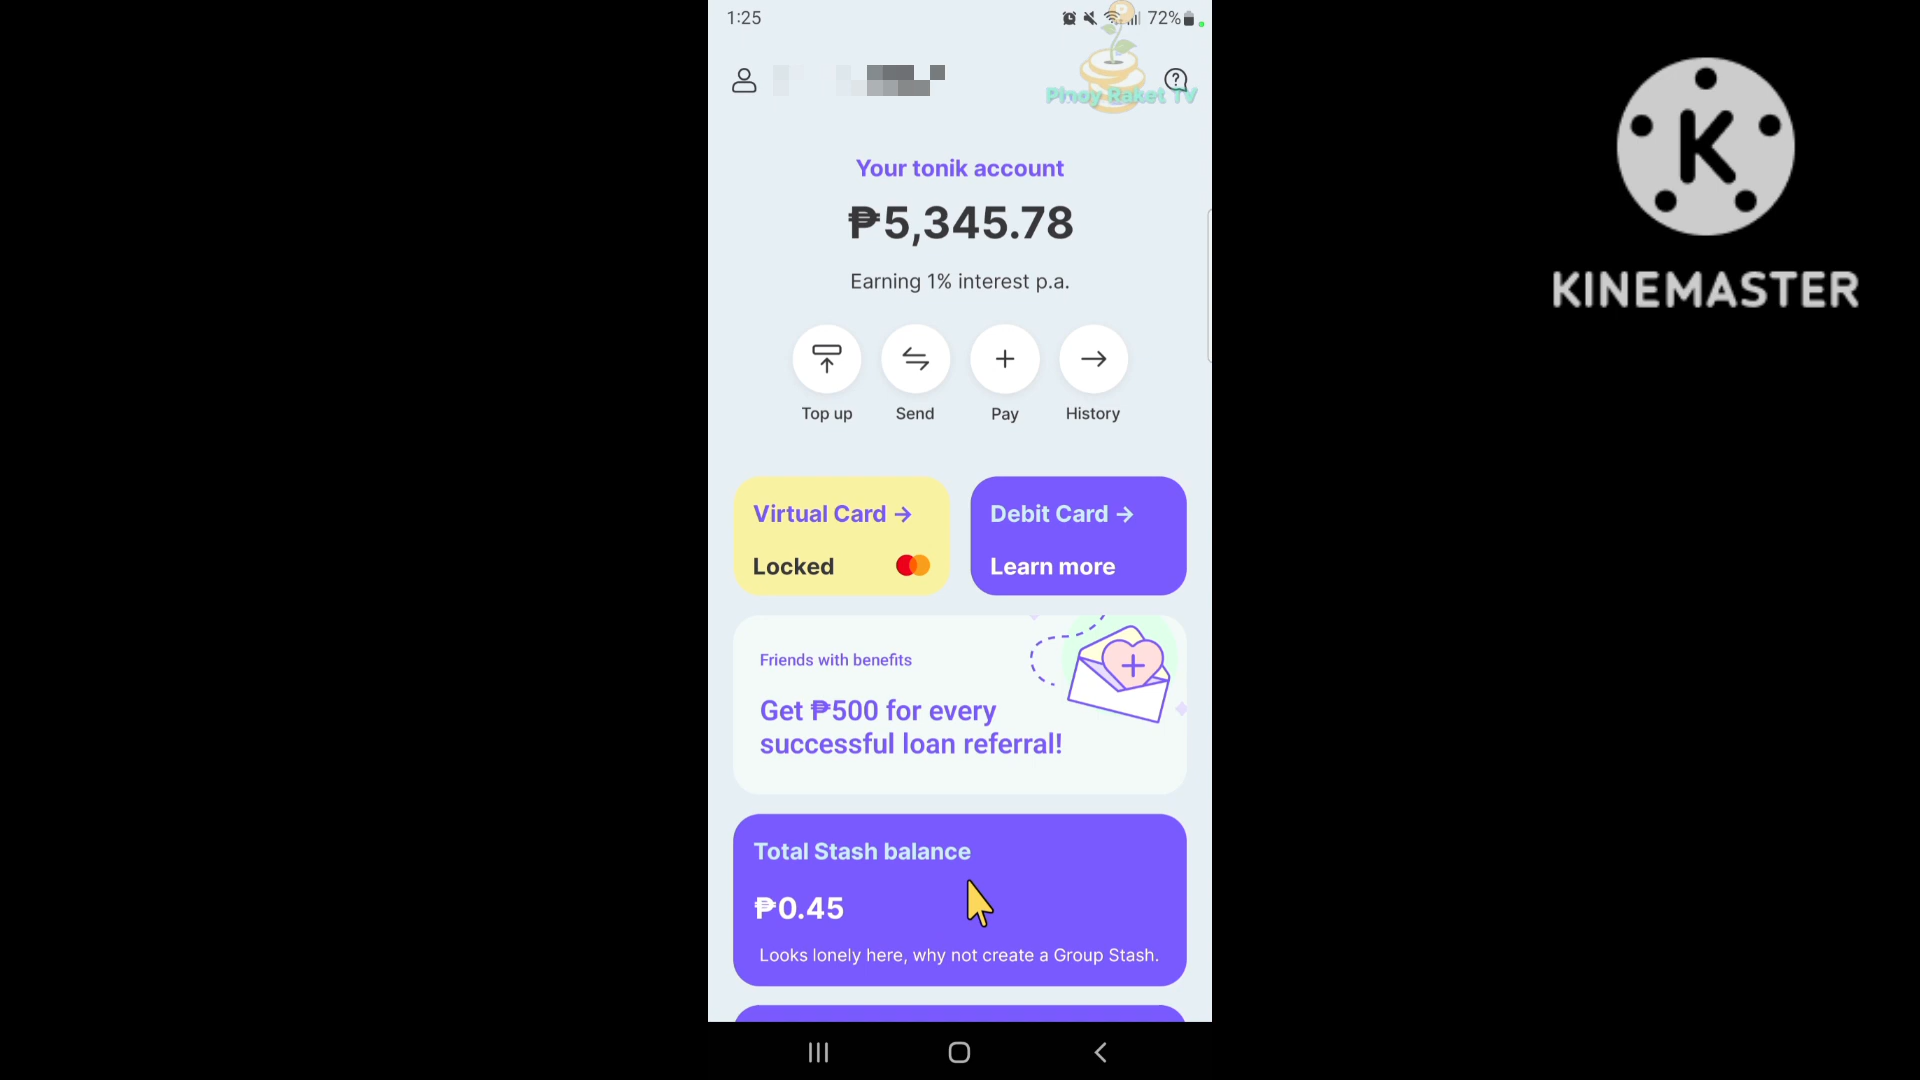 1:25
72%
Pinoy Raket TV
K
KINEMASTER
Your tonik account
₱5,345.78
Earning 1% interest p.a.
Top up
Send
Pay
History
Virtual Card →
Locked
Debit Card →
Learn more
Friends with benefits
Get ₱500 for every
successful loan referral!
Total Stash balance
₱0.45
Looks lonely here, why not create a Group Stash.